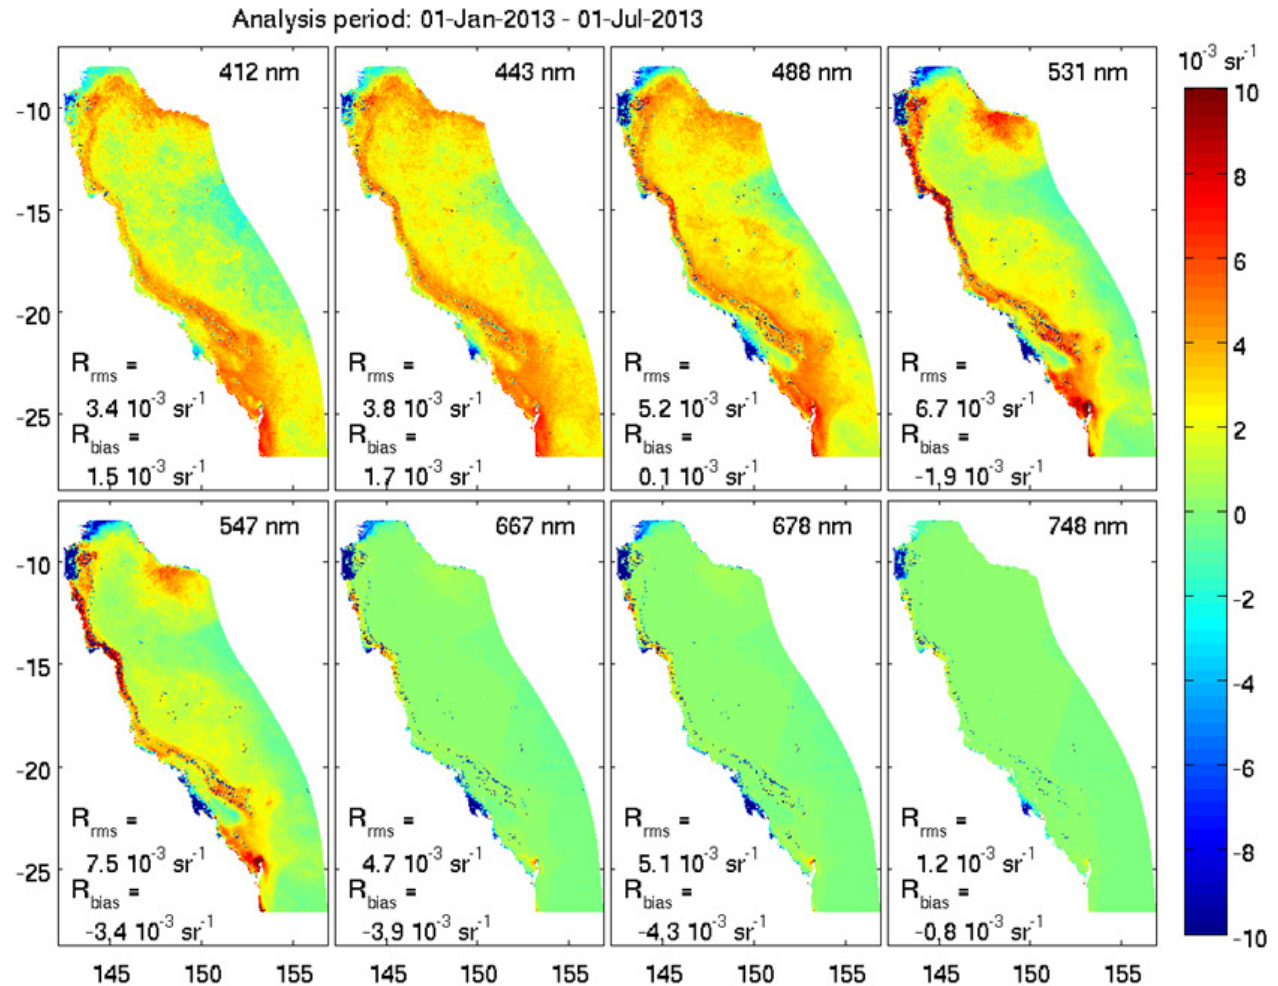 Analysis period: 01-Jan-2013 - 01-Jul-2013
412 nm
443 nm
488 nm
531 nm
10⁻³ sr⁻¹
-10
-15
-20
-25
R_rms =
3.4 10⁻³ sr⁻¹
R_bias =
1.5 10⁻³ sr⁻¹
R_rms =
3.8 10⁻³ sr⁻¹
R_bias =
1.7 10⁻³ sr⁻¹
R_rms =
5.2 10⁻³ sr⁻¹
R_bias =
0.1 10⁻³ sr⁻¹
R_rms =
6.7 10⁻³ sr⁻¹
R_bias =
-1.9 10⁻³ sr⁻¹
547 nm
667 nm
678 nm
748 nm
-10
-15
-20
-25
R_rms =
7.5 10⁻³ sr⁻¹
R_bias =
-3.4 10⁻³ sr⁻¹
R_rms =
4.7 10⁻³ sr⁻¹
R_bias =
-3.9 10⁻³ sr⁻¹
R_rms =
5.1 10⁻³ sr⁻¹
R_bias =
-4.3 10⁻³ sr⁻¹
R_rms =
1.2 10⁻³ sr⁻¹
R_bias =
-0.8 10⁻³ sr⁻¹
145 150 155
145 150 155
145 150 155
145 150 155
10
8
6
4
2
0
-2
-4
-6
-8
-10